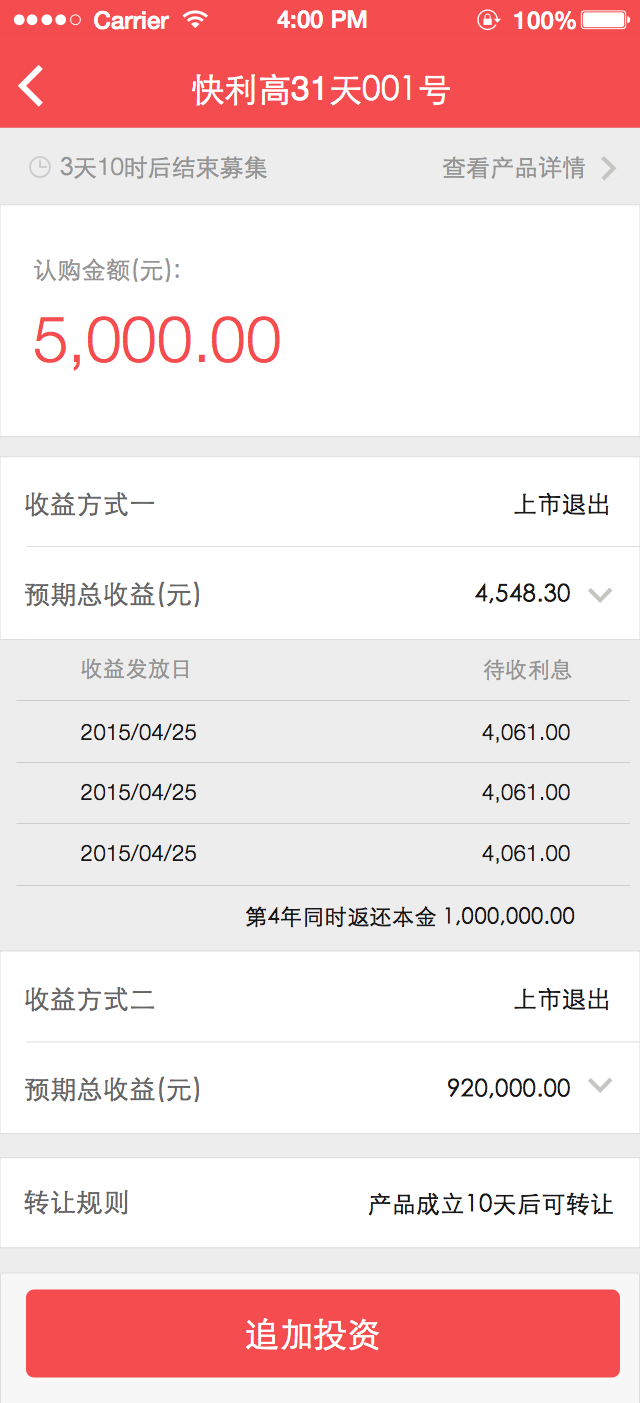 Carrier 4:00 PM 100%
快利高31天001号
3天10时后结束募集 查看产品详情
认购金额(元):
5,000.00
收益方式一 上市退出
预期总收益(元) 4,548.30
收益发放日 待收利息
2015/04/25 4,061.00
2015/04/25 4,061.00
2015/04/25 4,061.00
第4年同时返还本金 1,000,000.00
收益方式二 上市退出
预期总收益(元) 920,000.00
转让规则 产品成立10天后可转让
追加投资